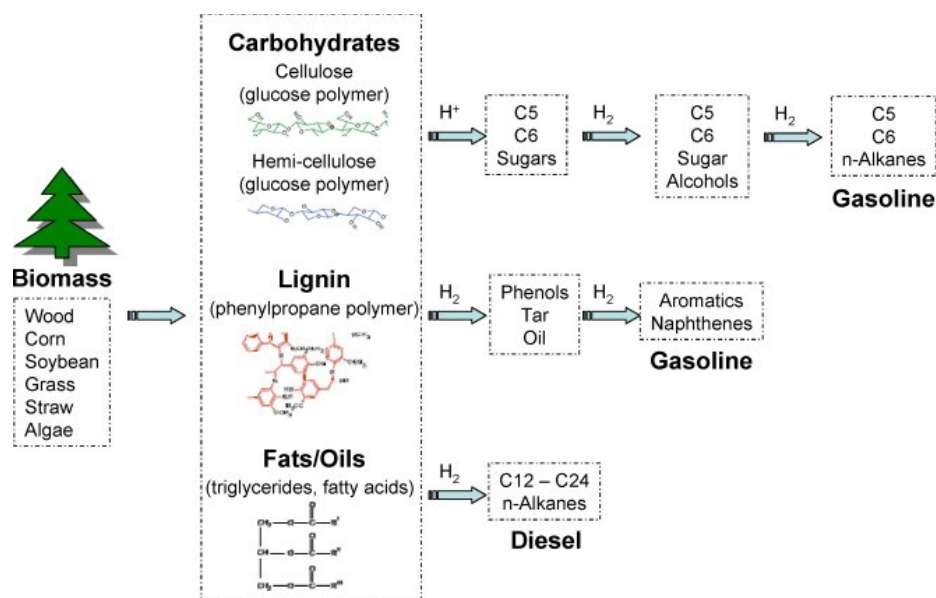 Biomass
Wood
Corn
Soybean
Grass
Straw
Algae
Carbohydrates
Cellulose
(glucose polymer)
Hemi-cellulose
(glucose polymer)
H⁺
C5
C6
Sugars
H₂
C5
C6
Sugar
Alcohols
H₂
C5
C6
n-Alkanes
Gasoline
Lignin
(phenylpropane polymer)
H₂
Phenols
Tar
Oil
H₂
Aromatics
Naphthenes
Gasoline
Fats/Oils
(triglycerides, fatty acids)
H₂
C12 – C24
n-Alkanes
Diesel